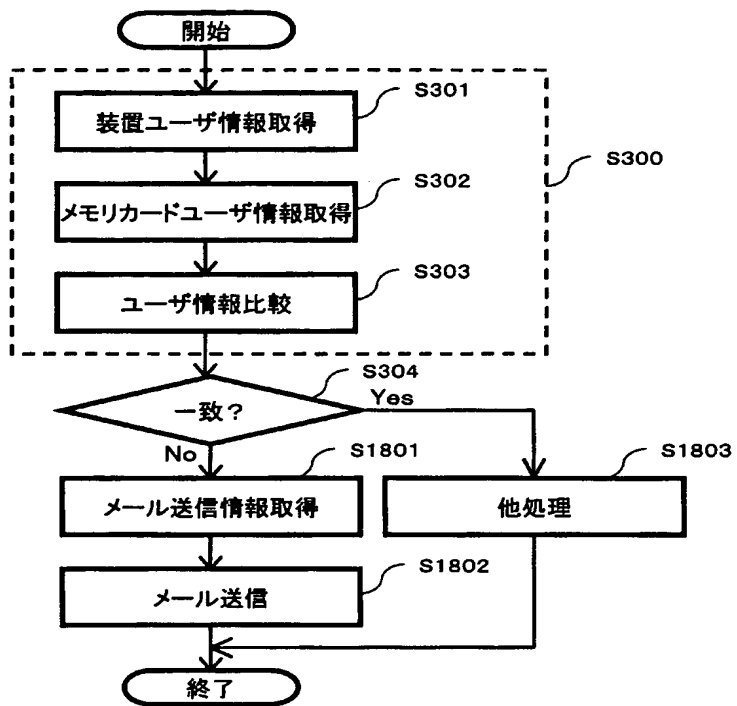 開始
S301
装置ユーザ情報取得
S300
S302
メモリカードユーザ情報取得
S303
ユーザ情報比較
S304
一致?
Yes
No
S1801
S1803
メール送信情報取得
他処理
S1802
メール送信
終了